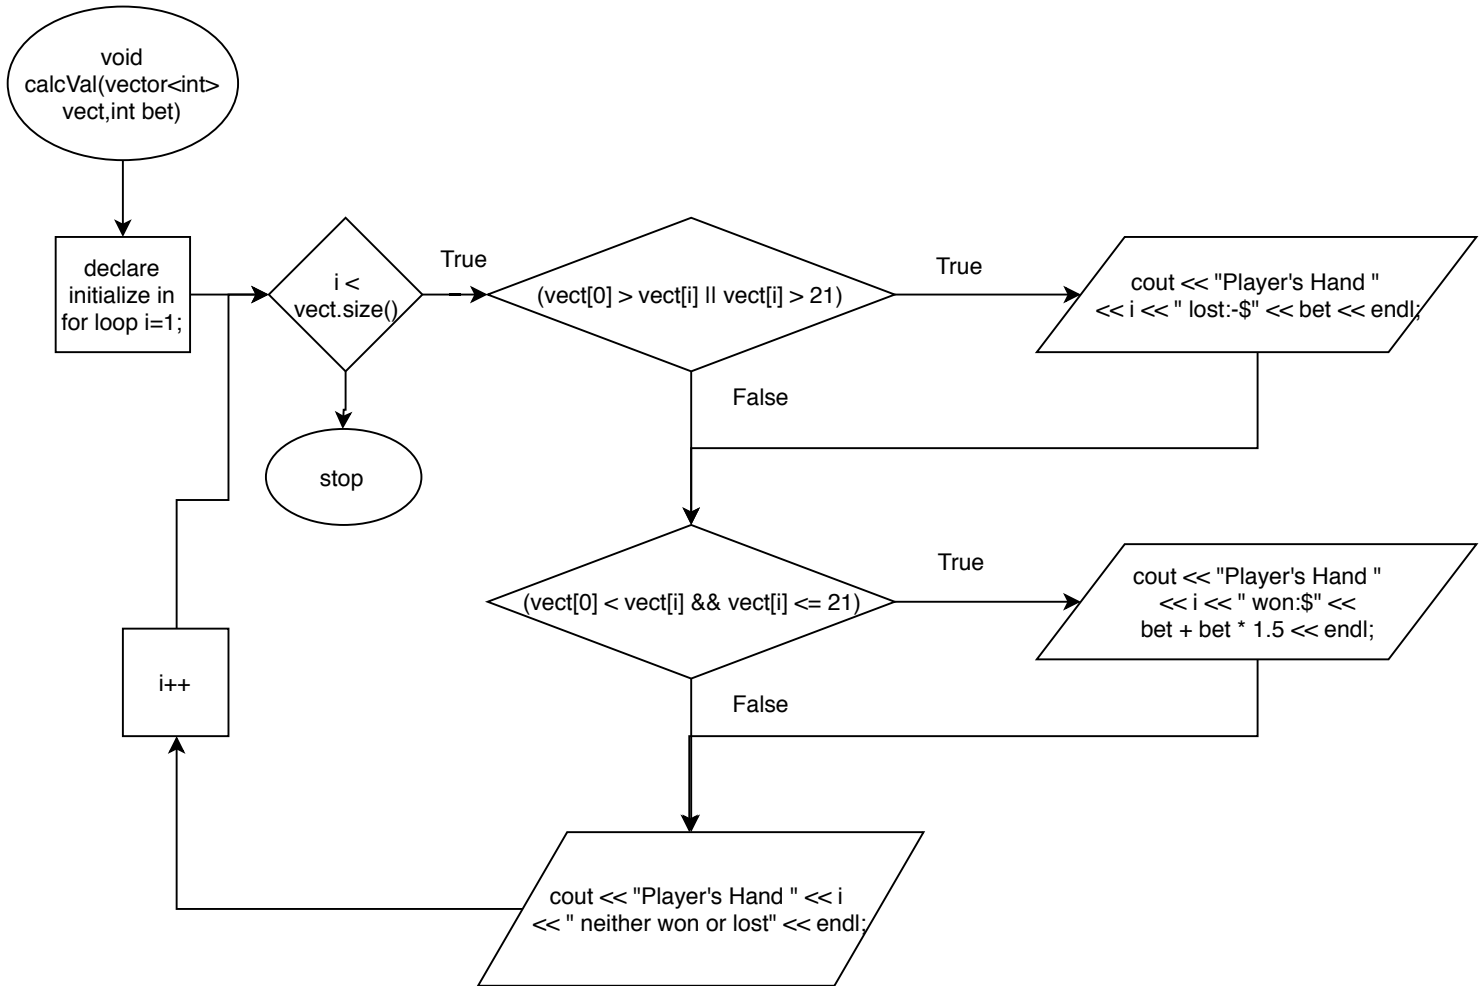 void
calcVal(vector<int>
vect,int bet)
declare
initialize in
for loop i=1;
i <
vect.size()
True
(vect[0] > vect[i] || vect[i] > 21)
True
cout << "Player's Hand "
<< i << " lost:-$" << bet << endl;
False
stop
(vect[0] < vect[i] && vect[i] <= 21)
True
cout << "Player's Hand "
<< i << " won:$" <<
bet + bet * 1.5 << endl;
False
i++
cout << "Player's Hand " << i
<< " neither won or lost" << endl;